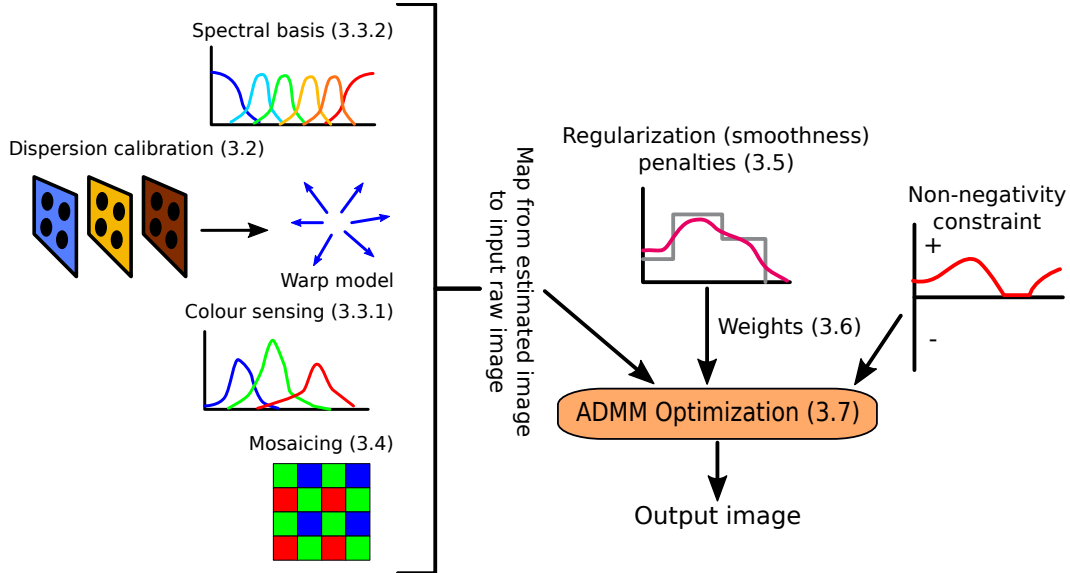 Spectral basis (3.3.2)
Dispersion calibration (3.2)
Warp model
Colour sensing (3.3.1)
Mosaicing (3.4)
Map from estimated image
to input raw image
Regularization (smoothness)
penalties (3.5)
Non-negativity
constraint
+
-
Weights (3.6)
ADMM Optimization (3.7)
Output image